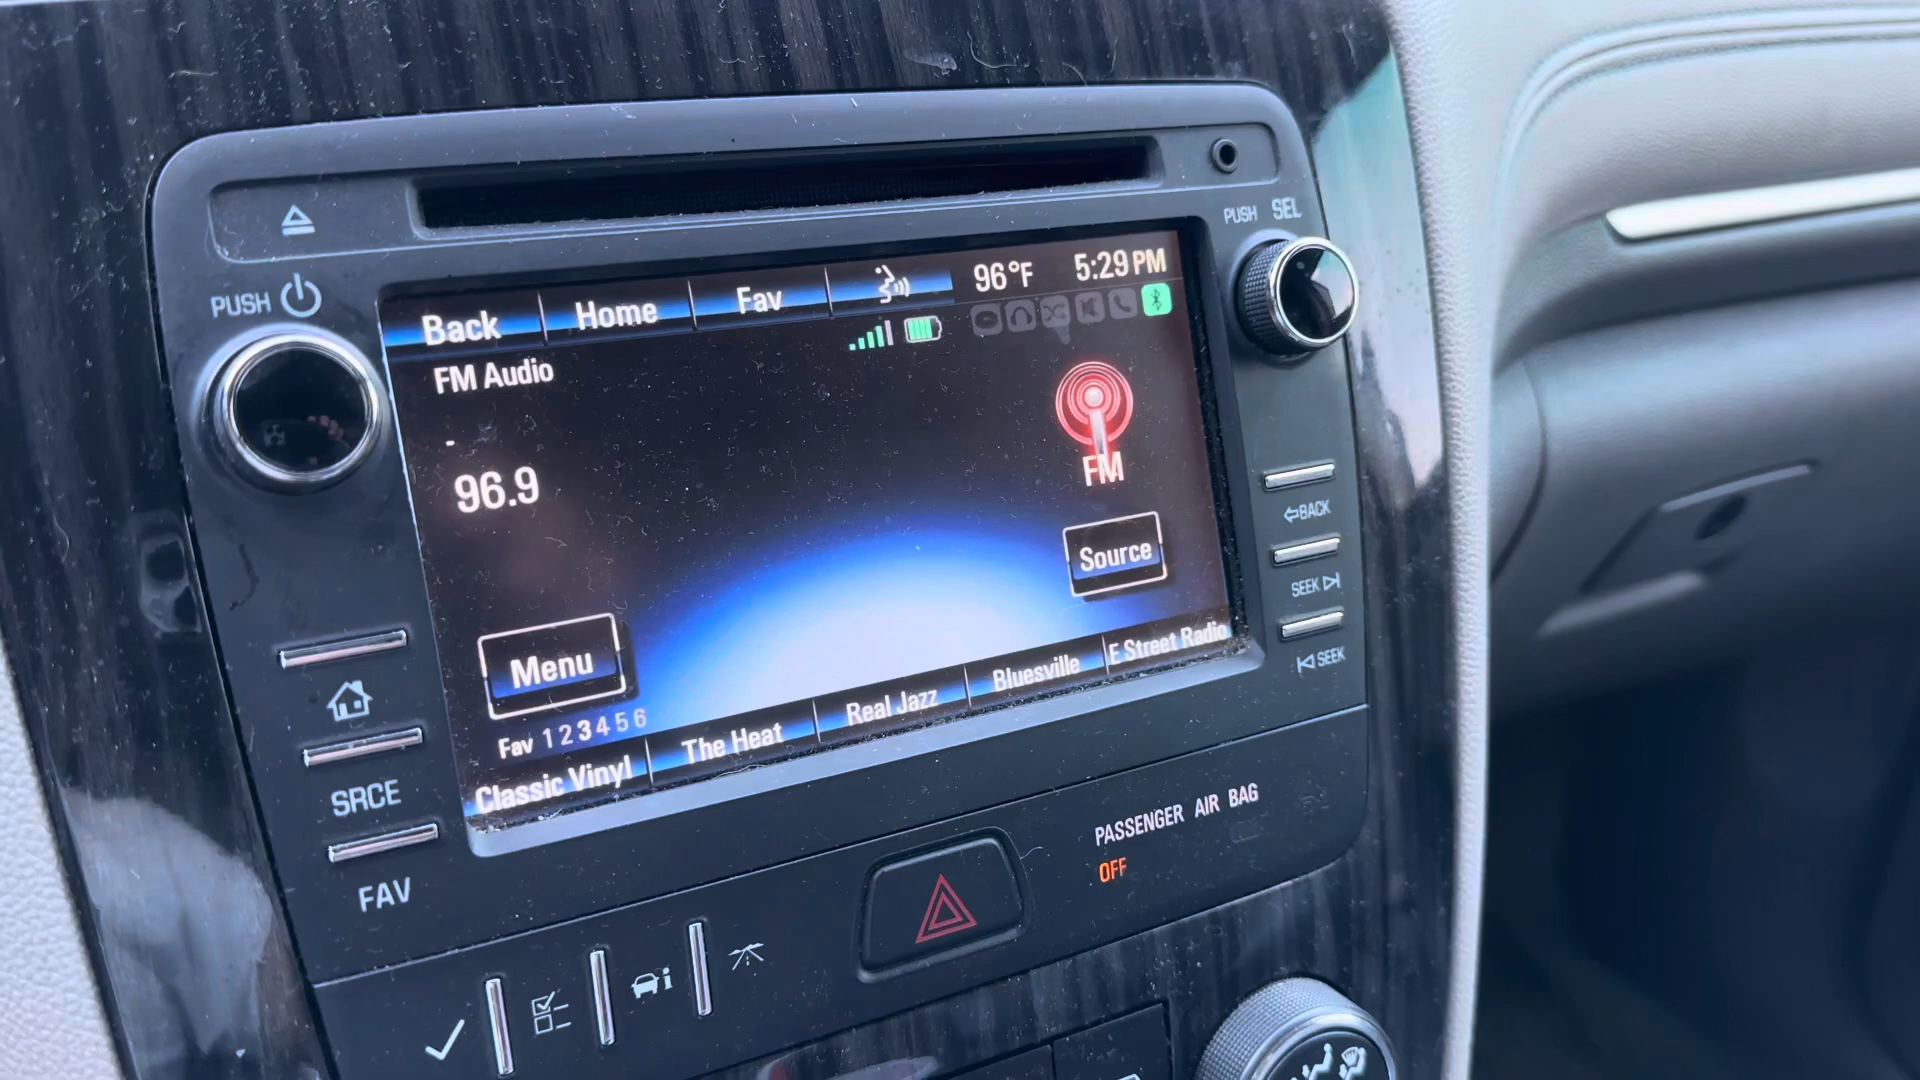 PUSH SEL
PUSH
Back Home Fav 96°F 5:29 PM
FM Audio
-
96.9
FM
Source
Menu
Fav 1 2 3 4 5 6
Classic Vinyl The Heat Real Jazz Bluesville E Street Radio
BACK
SEEK
SEEK
SRCE
FAV
PASSENGER AIR BAG
OFF